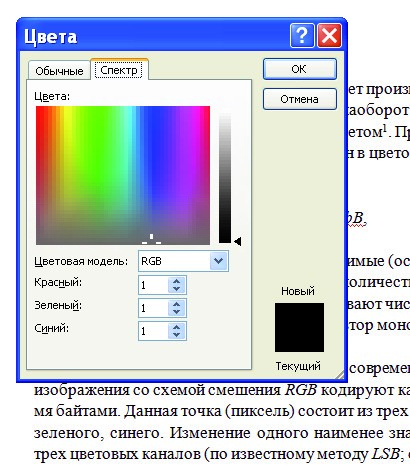 Цвета
Обычные Спектр
ОК
Отмена
Цвета:
Цветовая модель: RGB
Красный: 1
Зеленый: 1
Синий: 1
Новый
Текущий
ет произ
аоборот
етом¹. Пр
н в цвето
bB,
имые (ос
количесть
вают чис
тор моно
современ
изображения со схемой смешения RGB кодируют ка
мя байтами. Данная точка (пиксель) состоит из трех
зеленого, синего. Изменение одного наименее зна
трех цветовых каналов (по известному методу LSB;